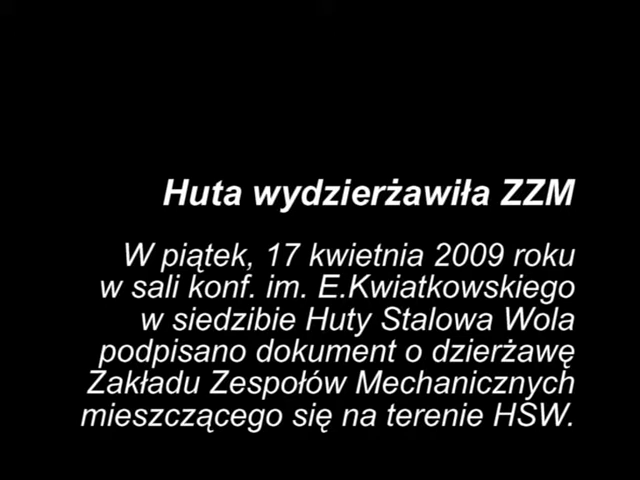 Huta wydzierżawiła ZZM
W piątek, 17 kwietnia 2009 roku
w sali konf. im. E.Kwiatkowskiego
w siedzibie Huty Stalowa Wola
podpisano dokument o dzierżawę
Zakładu Zespołów Mechanicznych
mieszczącego się na terenie HSW.